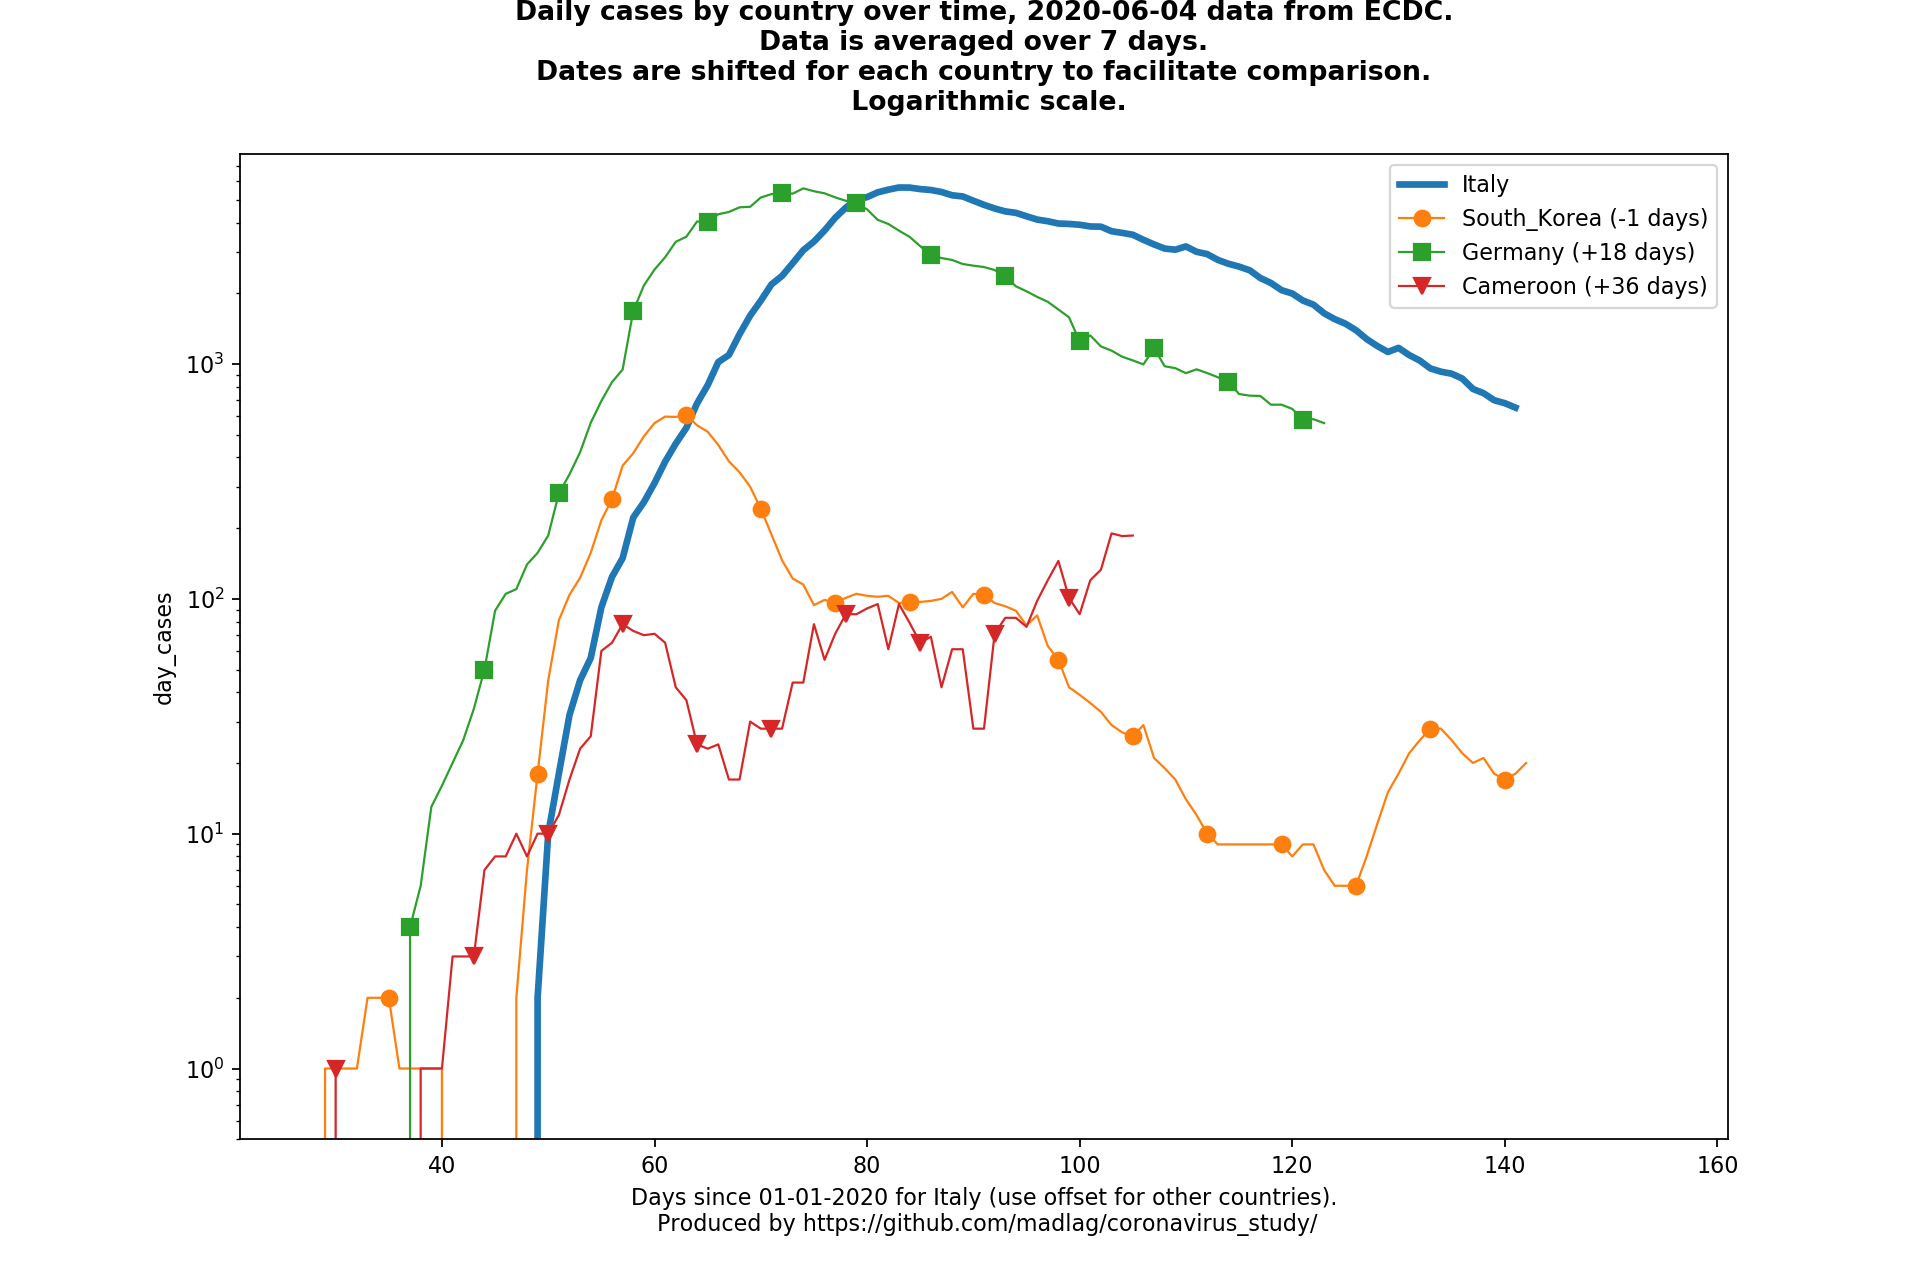 Daily cases by country over time, 2020-06-04 data from ECDC.
Data is averaged over 7 days.
Dates are shifted for each country to facilitate comparison.
Logarithmic scale.
Italy
South_Korea (-1 days)
Germany (+18 days)
Cameroon (+36 days)
10³
10²
10¹
10⁰
day_cases
40 60 80 100 120 140 160
Days since 01-01-2020 for Italy (use offset for other countries).
Produced by https://github.com/madlag/coronavirus_study/